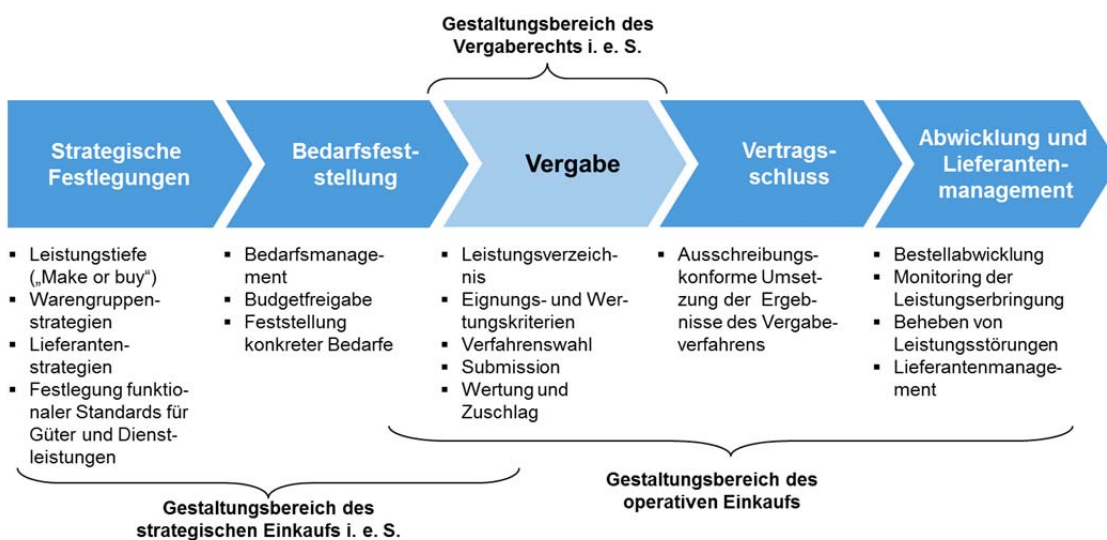 Gestaltungsbereich des
Vergaberechts i. e. S.
Strategische
Festlegungen
Bedarfsfest-
stellung
Vergabe
Vertrags-
schluss
Abwicklung und
Lieferanten-
management
▪ Leistungstiefe
(„Make or buy“)
▪ Warengruppen-
strategien
▪ Lieferanten-
strategien
▪ Festlegung funktio-
naler Standards für
Güter und Dienst-
leistungen
▪ Bedarfsmanage-
ment
▪ Budgetfreigabe
▪ Feststellung
konkreter Bedarfe
▪ Leistungsverzeich-
nis
▪ Eignungs- und Wer-
tungskriterien
▪ Verfahrenswahl
▪ Submission
▪ Wertung und
Zuschlag
▪ Ausschreibungs-
konforme Umset-
zung der Ergeb-
nisse des Vergabe-
verfahrens
▪ Bestellabwicklung
▪ Monitoring der
Leistungserbringung
▪ Beheben von
Leistungsstörungen
▪ Lieferantenmanage-
ment
Gestaltungsbereich des
strategischen Einkaufs i. e. S.
Gestaltungsbereich des
operativen Einkaufs